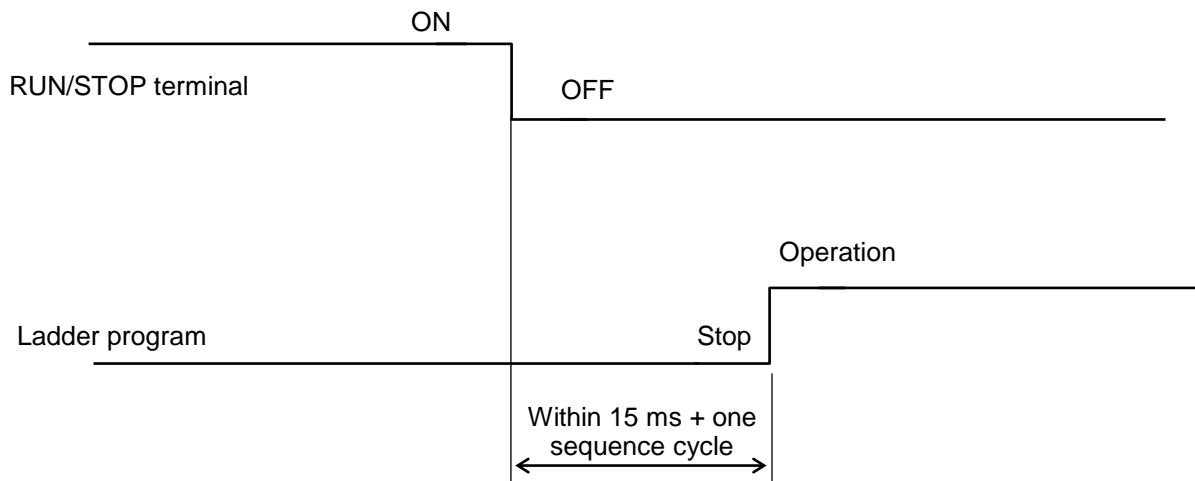 ON
RUN/STOP terminal
OFF
Operation
Ladder program
Stop
Within 15 ms + one
sequence cycle